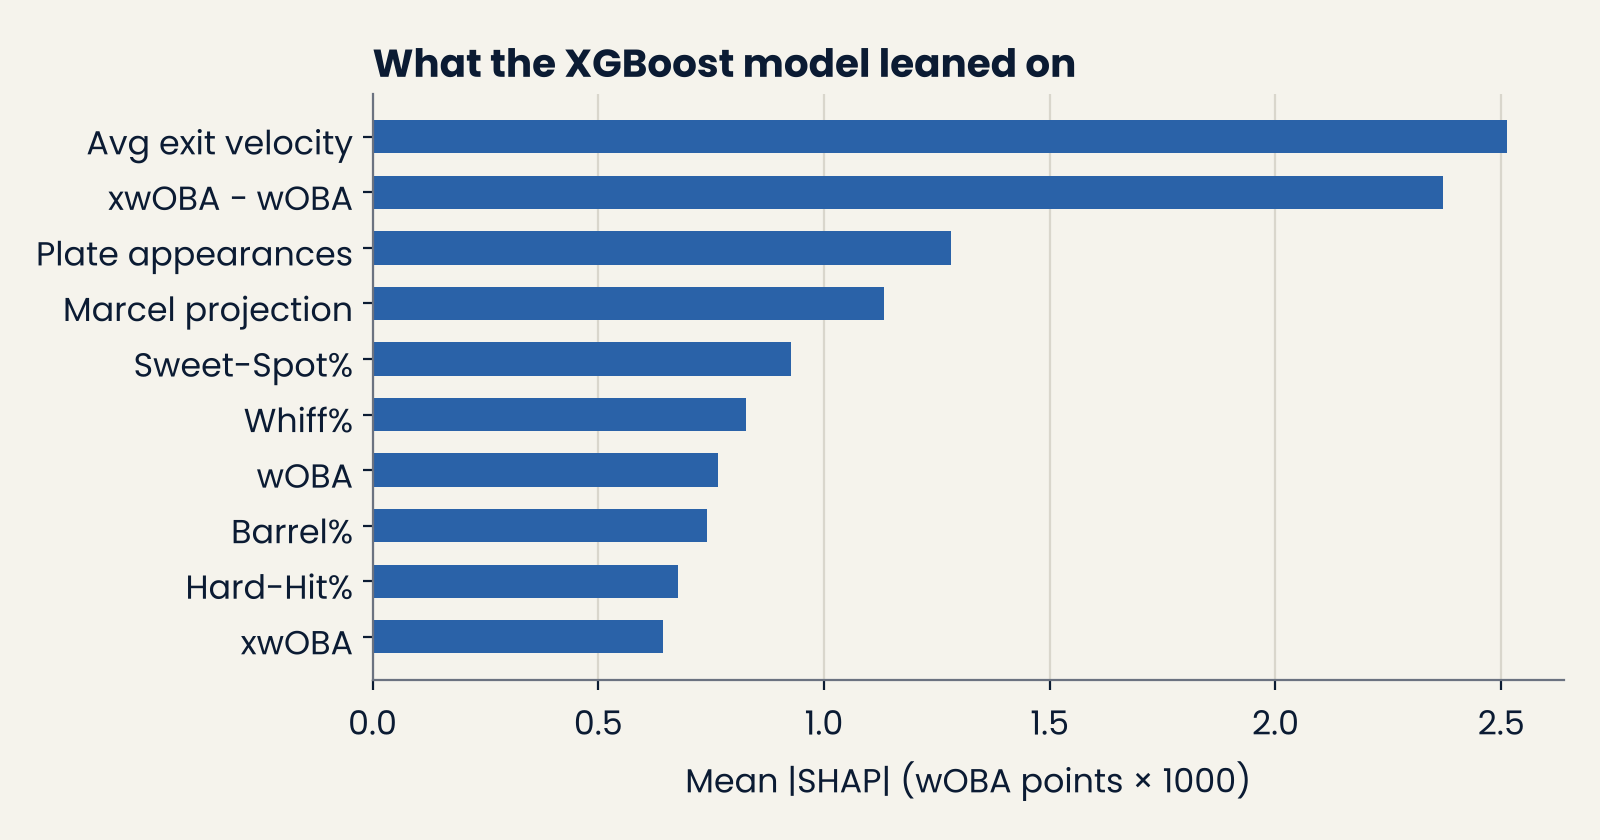 What the XGBoost model leaned on
Avg exit velocity
xwOBA - wOBA
Plate appearances
Marcel projection
Sweet-Spot%
Whiff%
wOBA
Barrel%
Hard-Hit%
xwOBA
0.0 0.5 1.0 1.5 2.0 2.5
Mean |SHAP| (wOBA points × 1000)